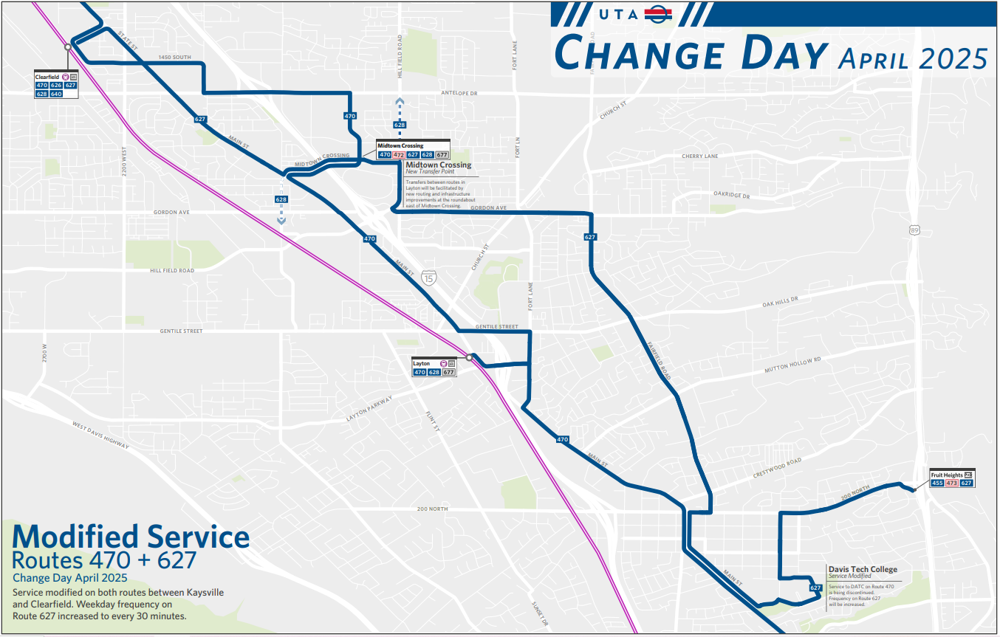 UTA
CHANGE DAY APRIL 2025
STATE ST
1450 SOUTH
HILL FIELD ROAD
FORT LANE
Clearfield
470 626 627
628 640
ANTELOPE DR
CHURCH ST
627
470
628
MAIN ST
2200 WEST
MIDTOWN CROSSING
Midtown Crossing
470 472 627 628 677
FORT LN
CHERRY LANE
Midtown Crossing
New Transfer Point
Transfers between routes in
Layton will be facilitated by
new routing and infrastructure
improvements at the roundabout
east of Midtown Crossing.
628
OAKRIDGE DR
GORDON AVE
GORDON AVE
89
470
627
MAIN ST
CHURCH ST
HILL FIELD ROAD
15
FORT LANE
OAK HILLS DR
GENTILE STREET
GENTILE STREET
2700 W
FAIRFIELD ROAD
Layton
470 628 677
MUTTON HOLLOW RD
LAYTON PARKWAY
FLINT ST
WEST DAVIS HIGHWAY
470
MAIN ST
CRESTWOOD ROAD
Fruit Heights
455 473 627
200 NORTH
200 NORTH
Modified Service
Routes 470 + 627
Change Day April 2025
Service modified on both routes between Kaysville
and Clearfield. Weekday frequency on
Route 627 increased to every 30 minutes.
MAIN ST
SUNSET DR
627
Davis Tech College
Service Modified
Service to DATC on Route 470
is being discontinued.
Frequency on Route 627
will be increased.